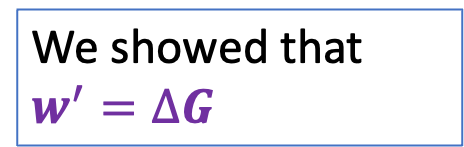 We showed that
w′ = ΔG